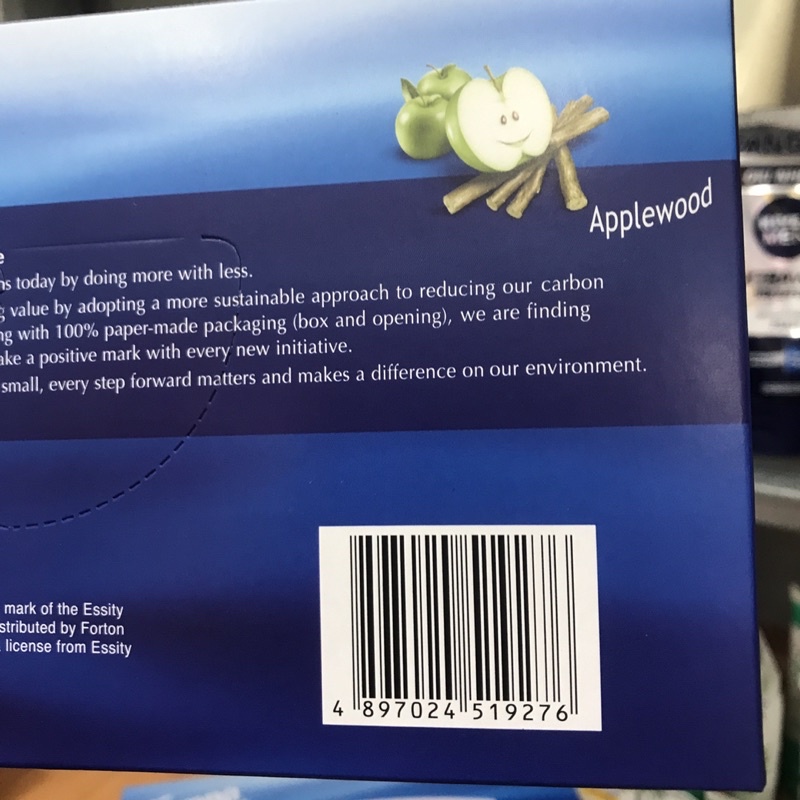 Applewood
e
ns today by doing more with less.
g value by adopting a more sustainable approach to reducing our carbon
ng with 100% paper-made packaging (box and opening), we are finding
ake a positive mark with every new initiative.
small, every step forward matters and makes a difference on our environment.
mark of the Essity
stributed by Forton
license from Essity
4 897024 519276